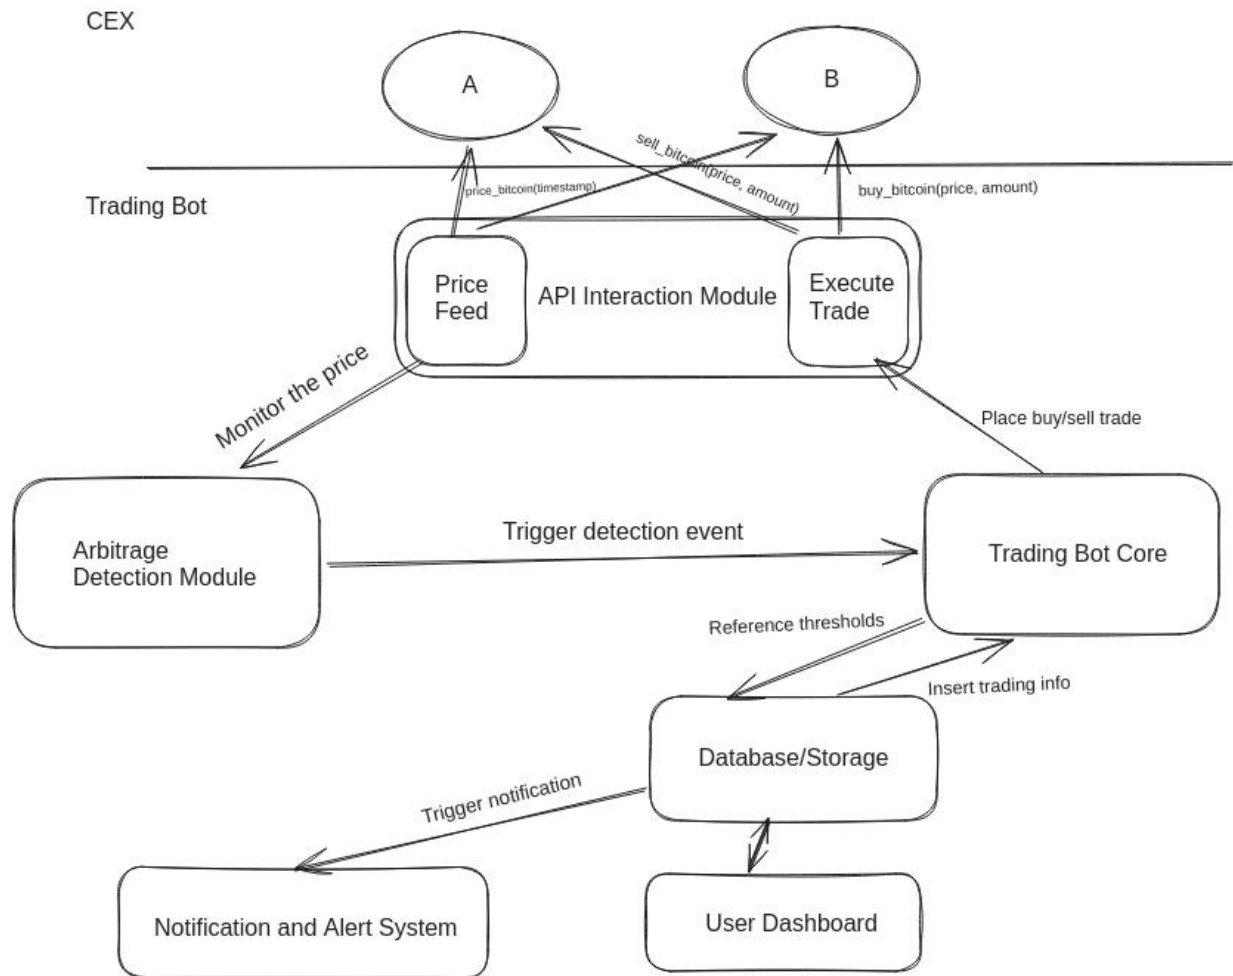 CEX
A
B
sell_bitcoin(price, amount)
price_bitcoin(timestamp)
buy_bitcoin(price, amount)
Trading Bot
Price
Feed
API Interaction Module
Execute
Trade
Monitor the price
Place buy/sell trade
Trigger detection event
Arbitrage
Detection Module
Trading Bot Core
Reference thresholds
Insert trading info
Database/Storage
Trigger notification
Notification and Alert System
User Dashboard